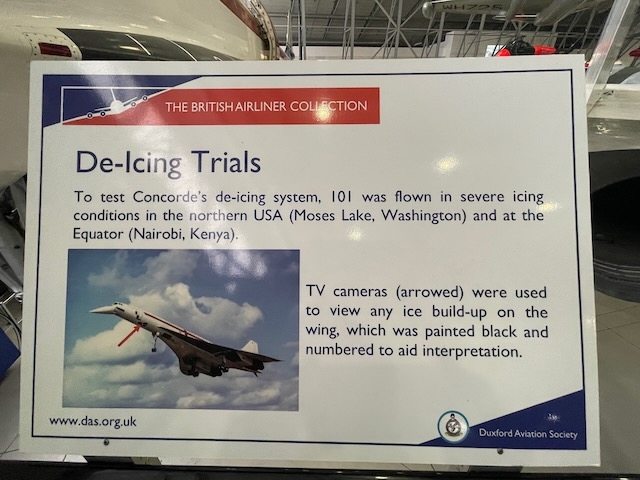 WH725
THE BRITISH AIRLINER COLLECTION
De-Icing Trials
To test Concorde's de-icing system, 101 was flown in severe icing
conditions in the northern USA (Moses Lake, Washington) and at the
Equator (Nairobi, Kenya).
TV cameras (arrowed) were used
to view any ice build-up on the
wing, which was painted black and
numbered to aid interpretation.
www.das.org.uk
Duxford Aviation Society